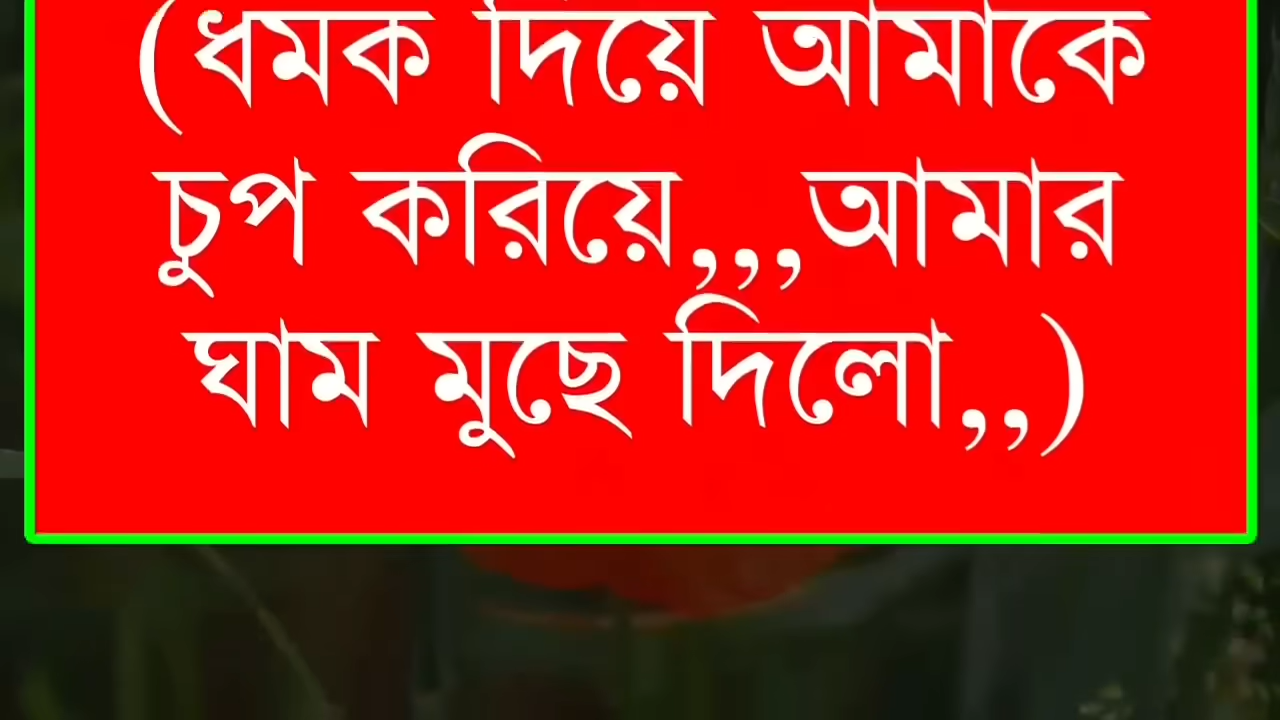 (ধমক দিয়ে আমাকে
চুপ করিয়ে,,,আমার
ঘাম মুছে দিলো,,)